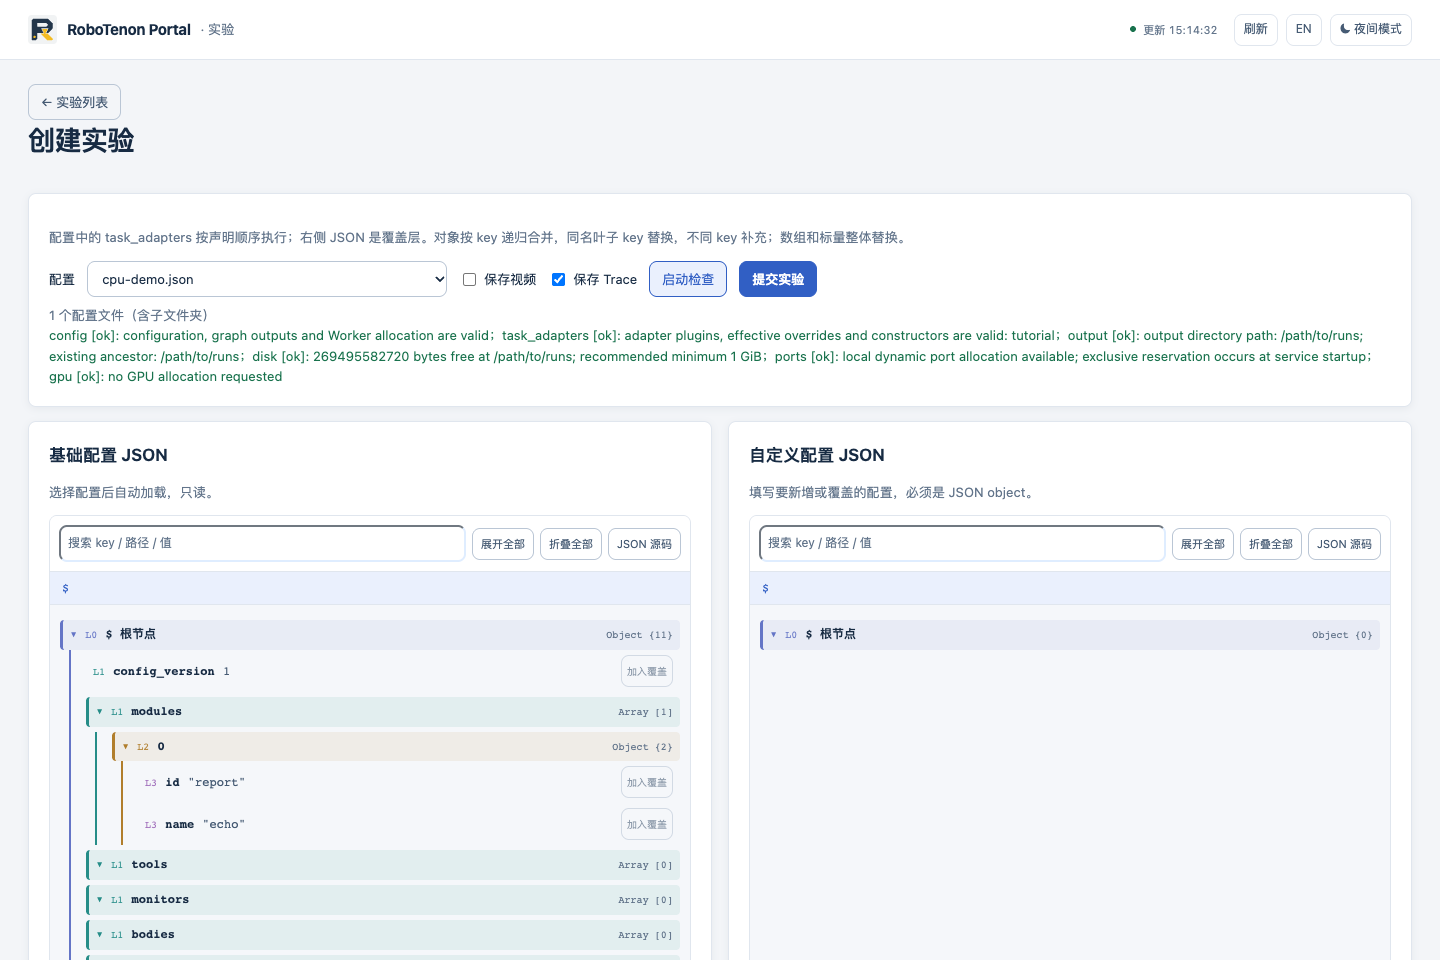 RoboTenon Portal · 实验
更新 15:14:32 刷新 EN 夜间模式
← 实验列表
创建实验
配置中的 task_adapters 按声明顺序执行；右侧 JSON 是覆盖层。对象按 key 递归合并，同名叶子 key 替换，不同 key 补充；数组和标量整体替换。
配置 cpu-demo.json 保存视频 保存 Trace 启动检查 提交实验
1 个配置文件（含子文件夹）
config [ok]: configuration, graph outputs and Worker allocation are valid；task_adapters [ok]: adapter plugins, effective overrides and constructors are valid: tutorial；output [ok]: output directory path: /path/to/runs;
existing ancestor: /path/to/runs；disk [ok]: 269495582720 bytes free at /path/to/runs; recommended minimum 1 GiB；ports [ok]: local dynamic port allocation available; exclusive reservation occurs at service startup；
gpu [ok]: no GPU allocation requested
基础配置 JSON
选择配置后自动加载，只读。
搜索 key / 路径 / 值 展开全部 折叠全部 JSON 源码
$
▾ L0 $ 根节点 Object {11}
L1 config_version 1 加入覆盖
▾ L1 modules Array [1]
▾ L2 0 Object {2}
L3 id "report" 加入覆盖
L3 name "echo" 加入覆盖
▾ L1 tools Array [0]
▾ L1 monitors Array [0]
▾ L1 bodies Array [0]
自定义配置 JSON
填写要新增或覆盖的配置，必须是 JSON object。
搜索 key / 路径 / 值 展开全部 折叠全部 JSON 源码
$
▾ L0 $ 根节点 Object {0}